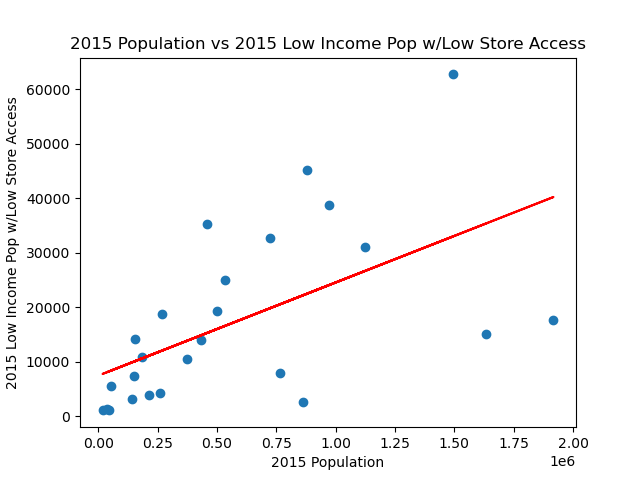 2015 Population vs 2015 Low Income Pop w/Low Store Access
2015 Low Income Pop w/Low Store Access
60000
50000
40000
30000
20000
10000
0
0.00 0.25 0.50 0.75 1.00 1.25 1.50 1.75 2.00
1e6
2015 Population